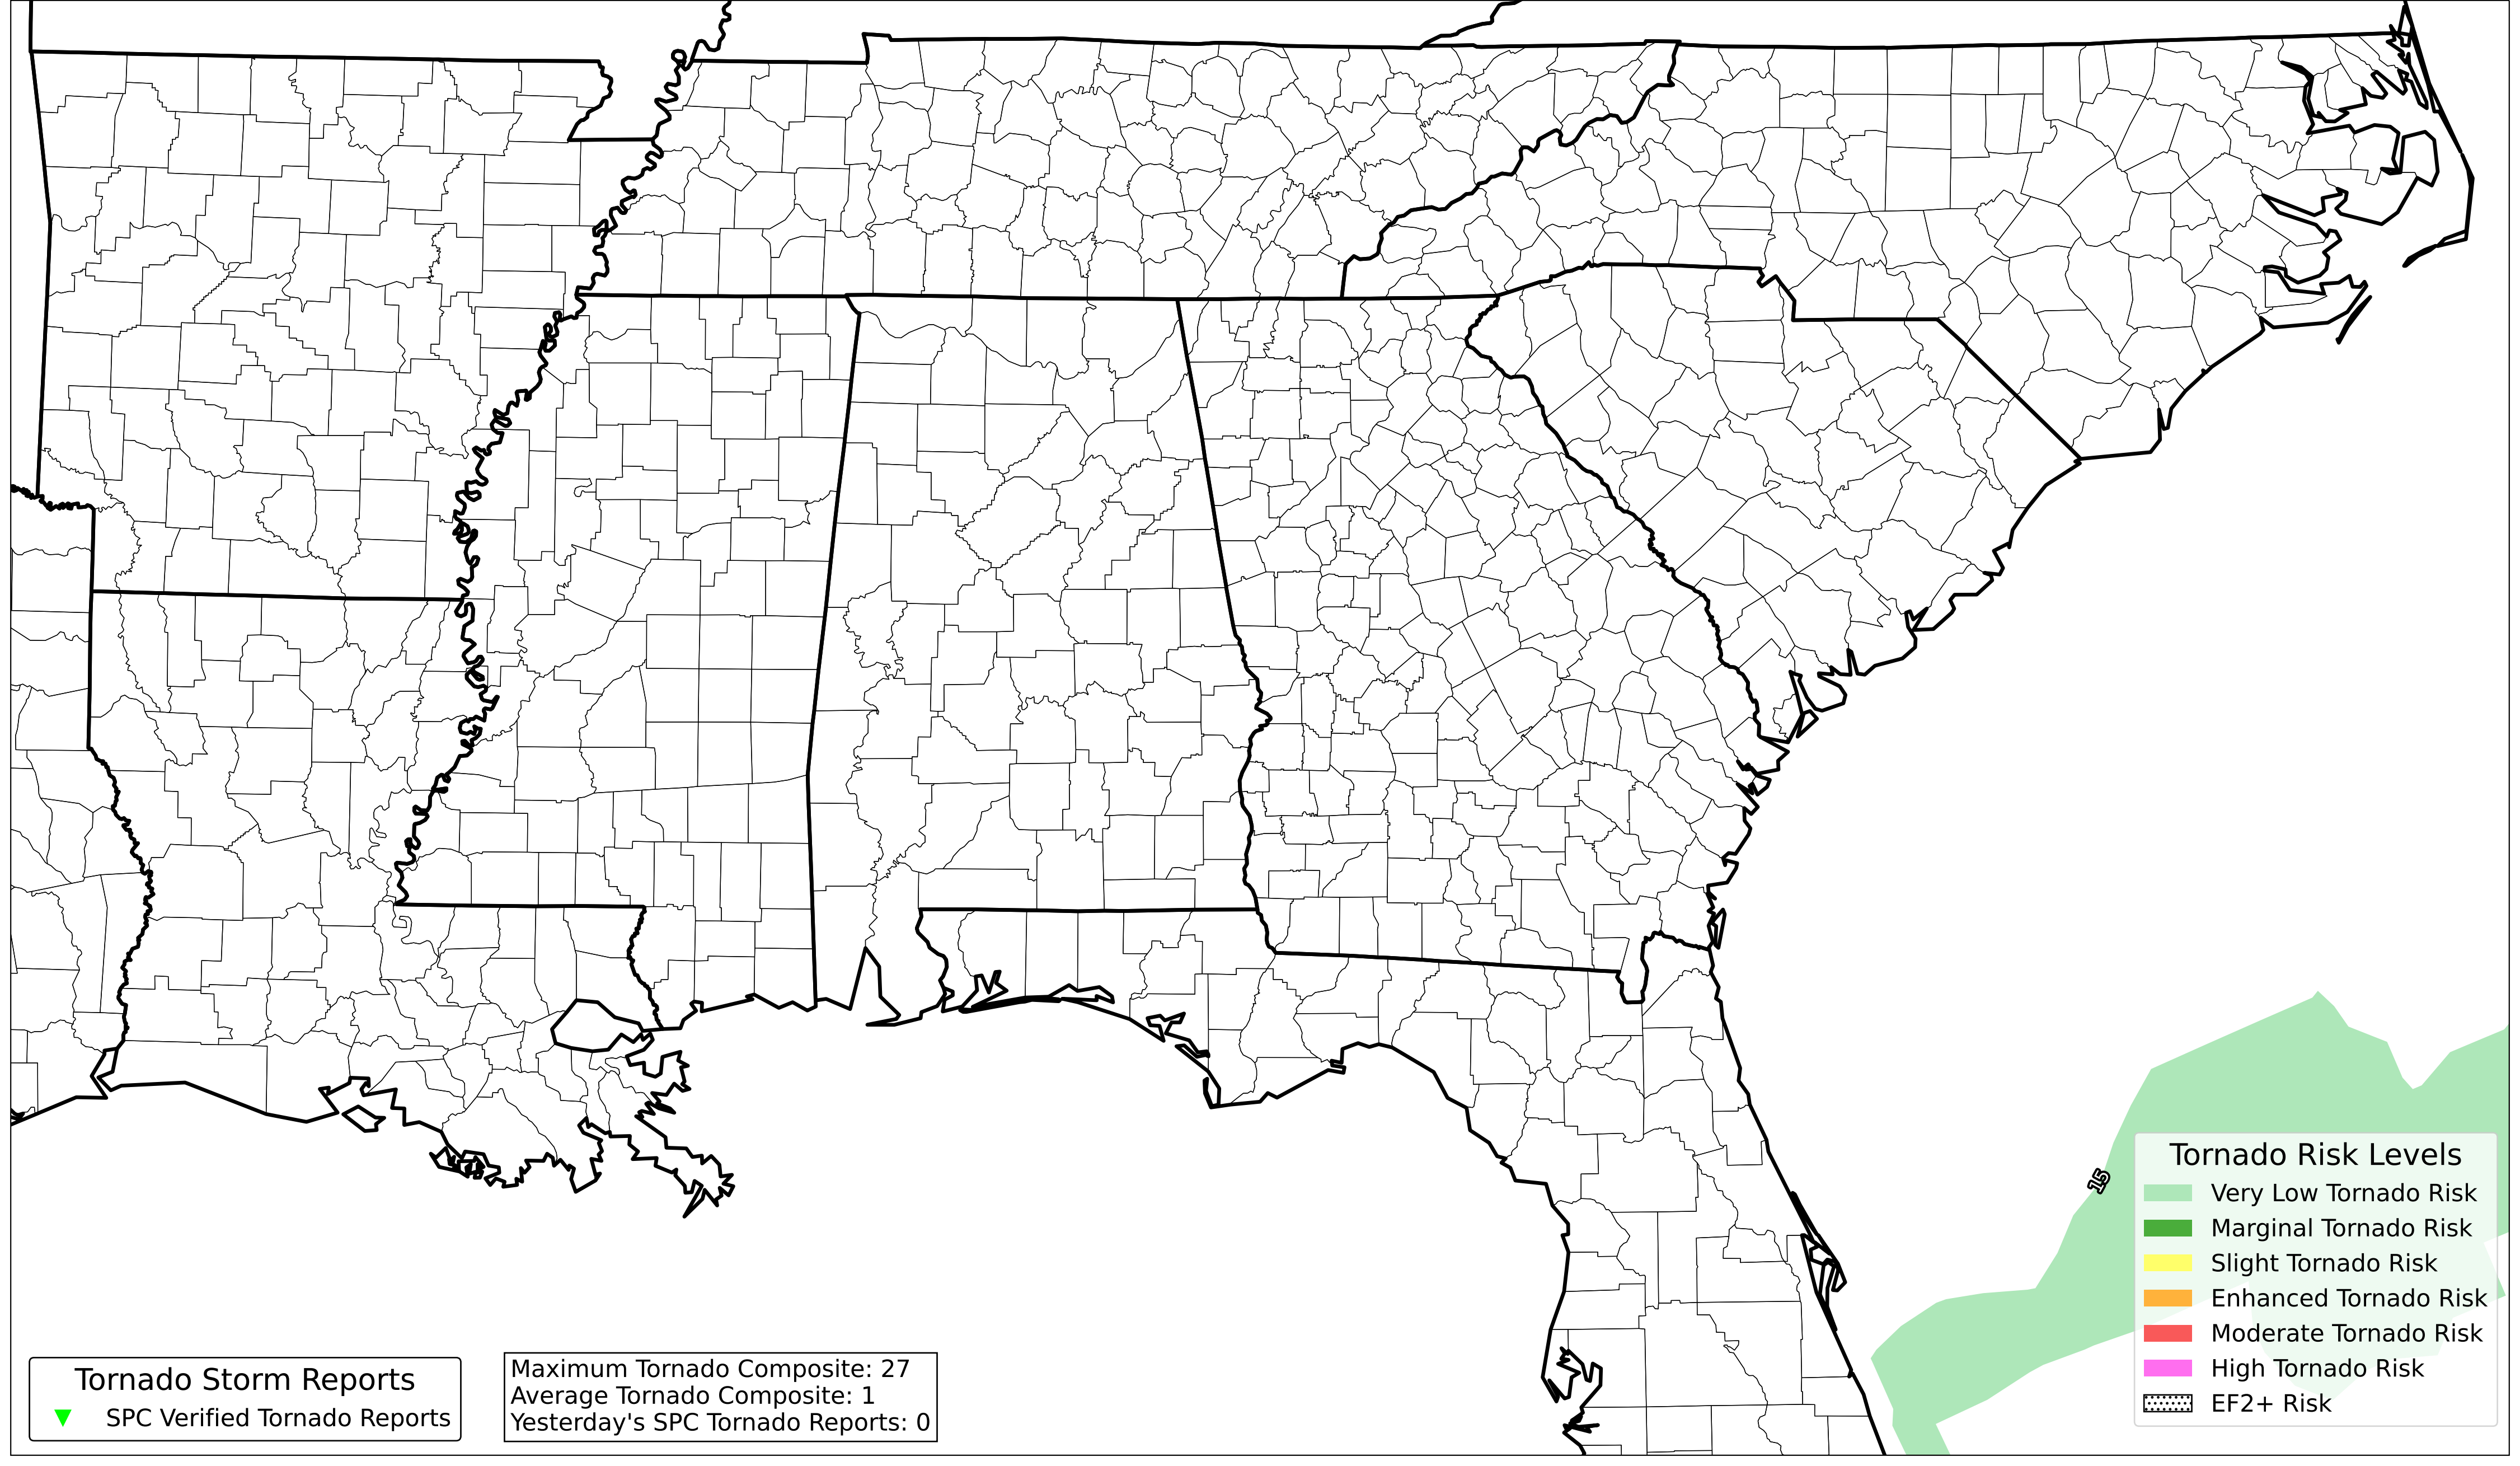 15
Tornado Risk Levels
Very Low Tornado Risk
Marginal Tornado Risk
Slight Tornado Risk
Enhanced Tornado Risk
Moderate Tornado Risk
High Tornado Risk
EF2+ Risk
Tornado Storm Reports
SPC Verified Tornado Reports
Maximum Tornado Composite: 27
Average Tornado Composite: 1
Yesterday's SPC Tornado Reports: 0